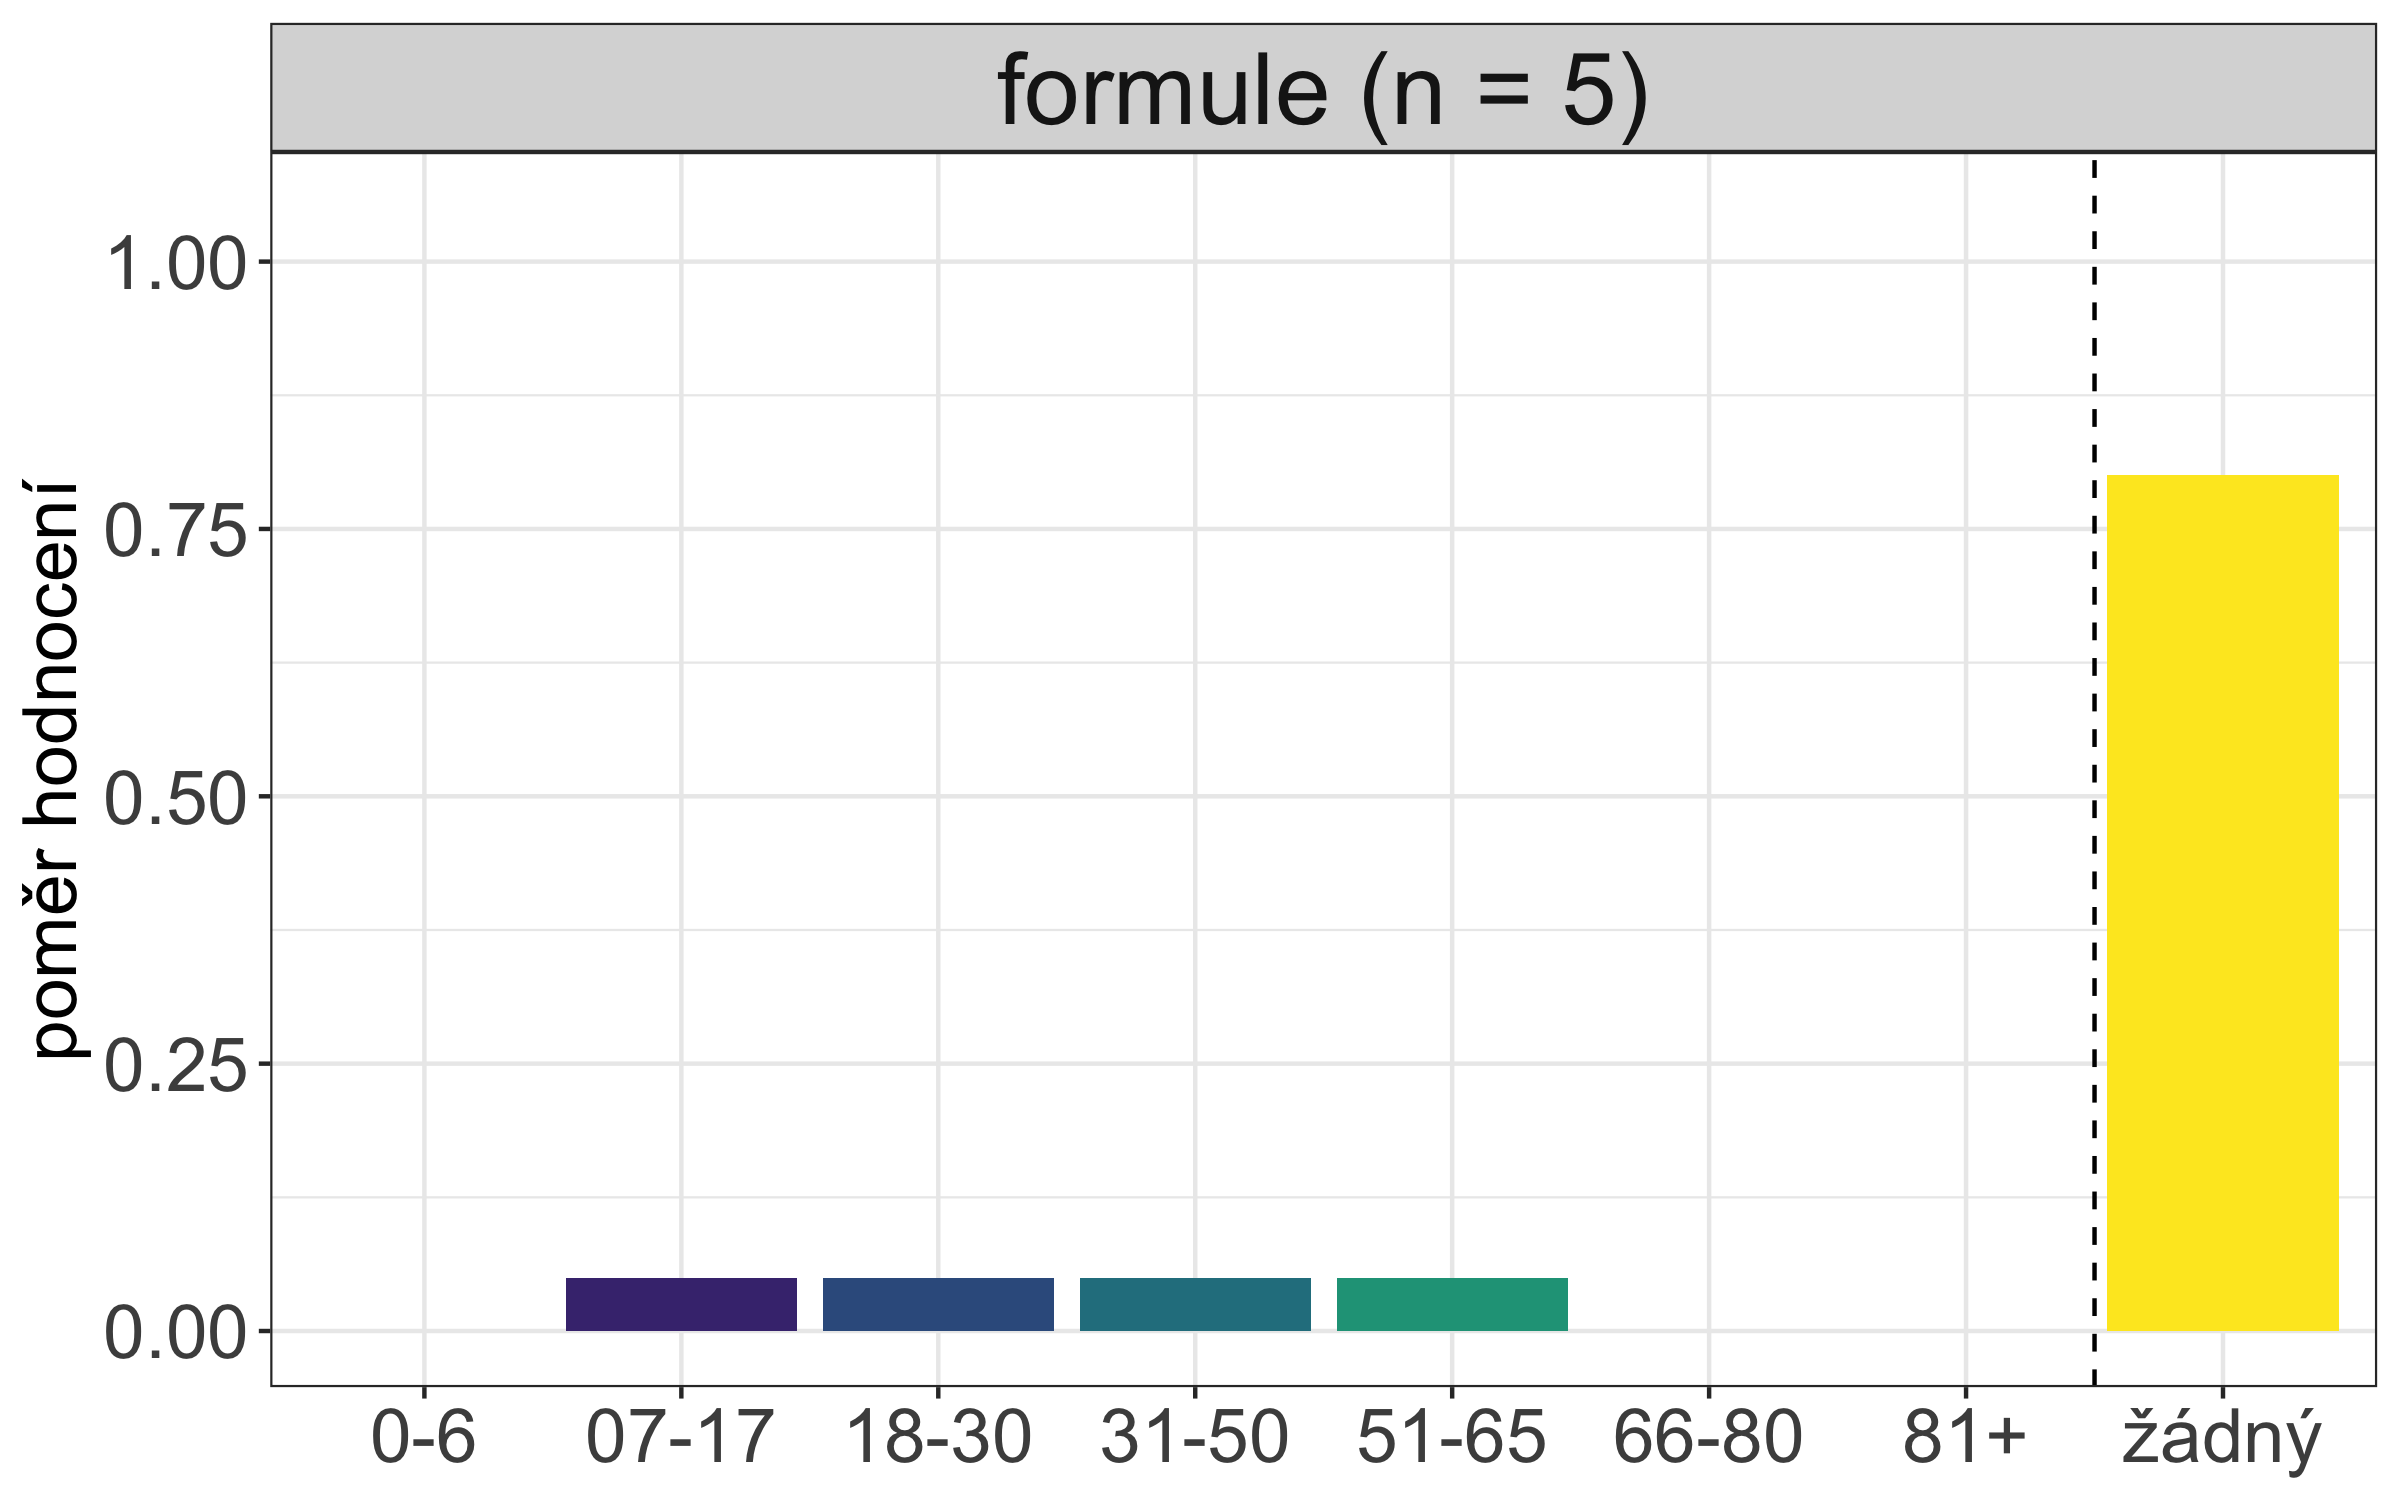 formule (n = 5)
poměr hodnocení
1.00
0.75
0.50
0.25
0.00
0-6 07-17 18-30 31-50 51-65 66-80 81+ žádný